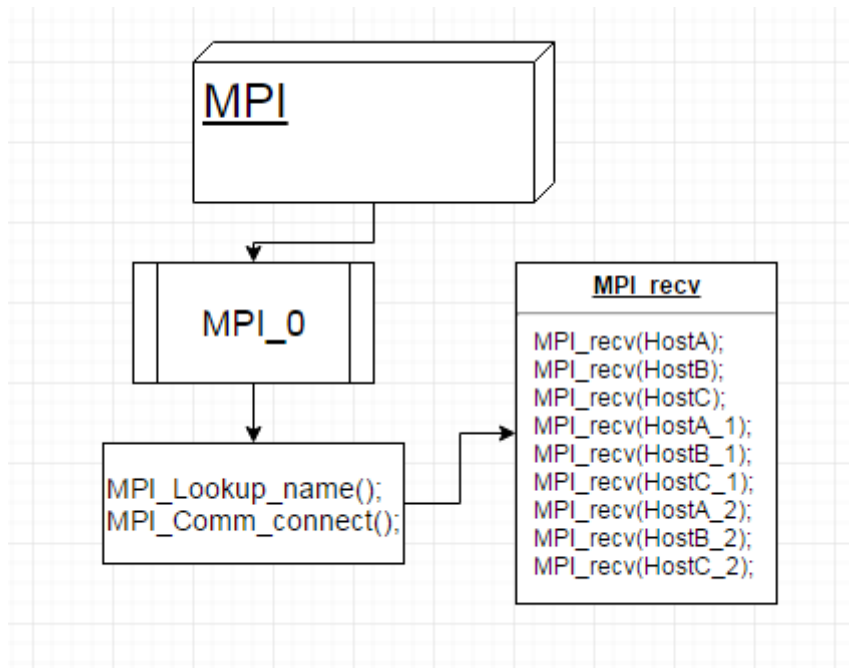 MPI
MPI_0
MPI_Lookup_name();
MPI_Comm_connect();
MPI_recv
MPI_recv(HostA);
MPI_recv(HostB);
MPI_recv(HostC);
MPI_recv(HostA_1);
MPI_recv(HostB_1);
MPI_recv(HostC_1);
MPI_recv(HostA_2);
MPI_recv(HostB_2);
MPI_recv(HostC_2);